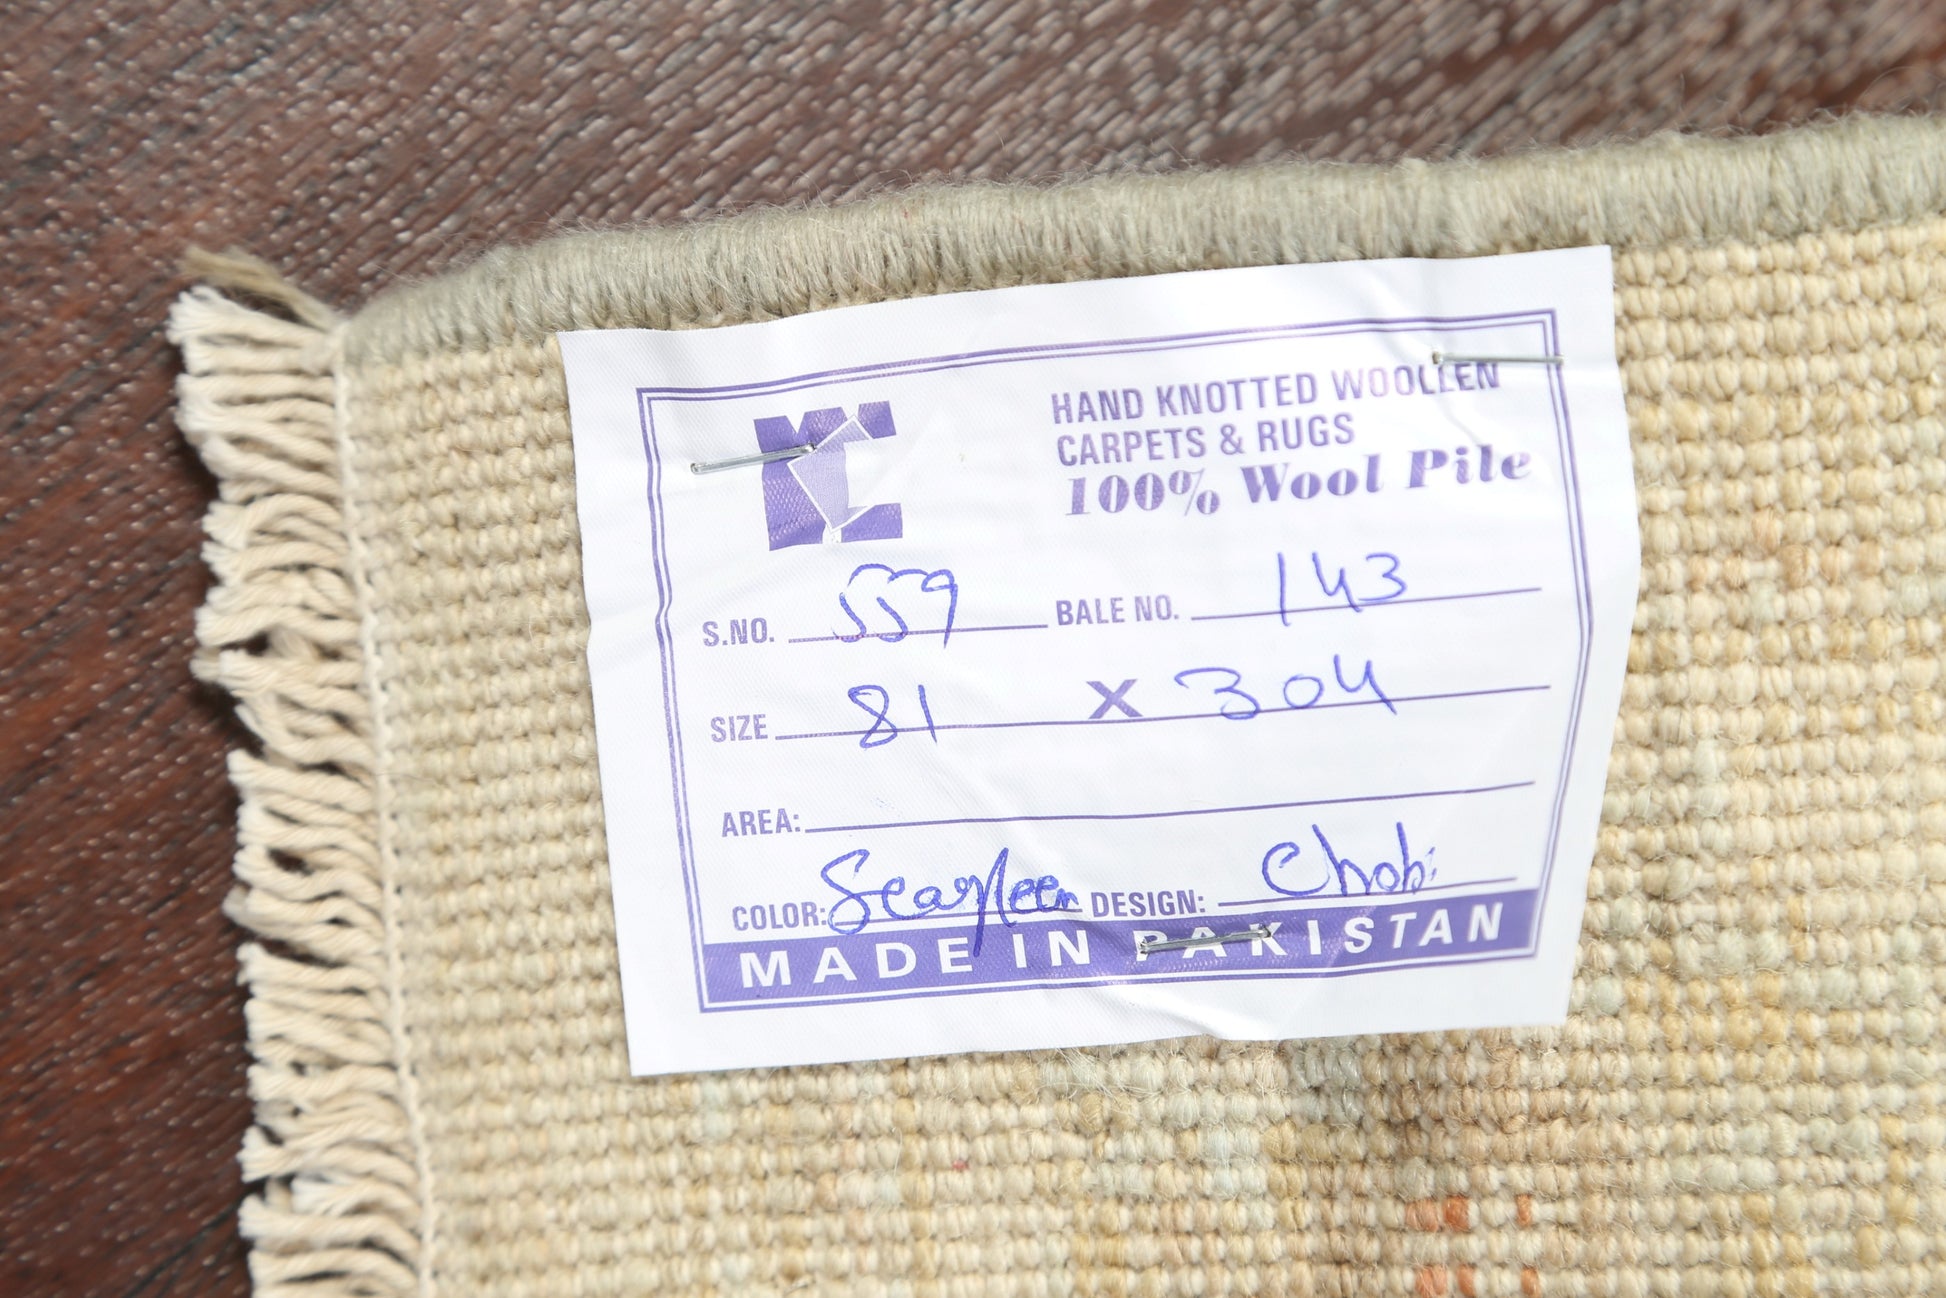 HAND KNOTTED WOOLLEN
CARPETS & RUGS
100% Wool Pile
S.NO. 559 BALE NO. 143
SIZE 81 X 304
AREA:
COLOR: DESIGN: Chobi
MADE IN PAKISTAN